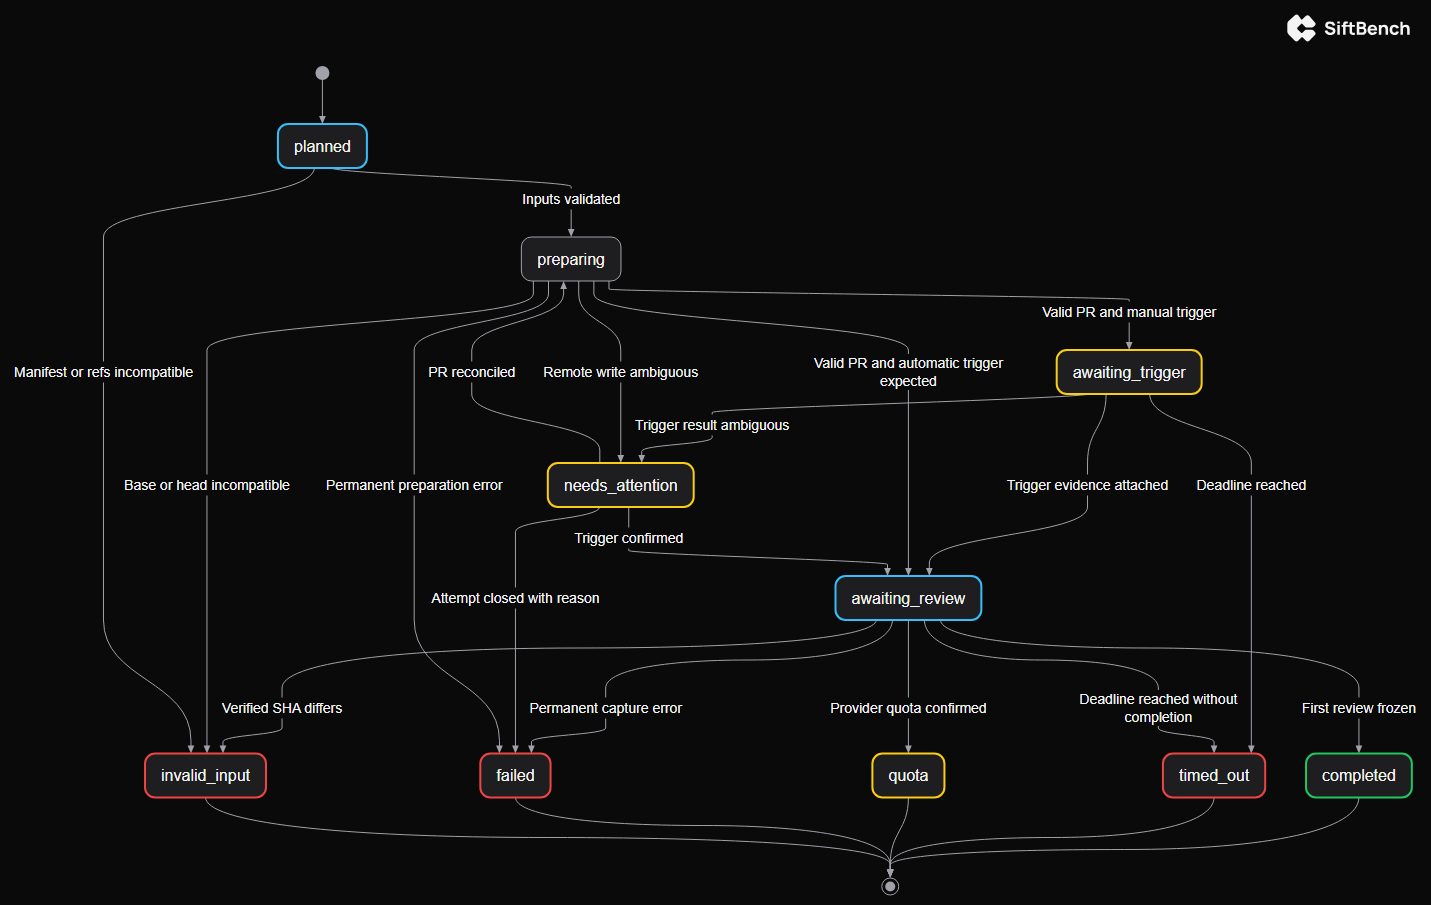 SiftBench
planned
Inputs validated
preparing
Valid PR and manual trigger
Manifest or refs incompatible
PR reconciled
Remote write ambiguous
Valid PR and automatic trigger
expected
awaiting_trigger
Trigger result ambiguous
Base or head incompatible
Permanent preparation error
needs_attention
Trigger evidence attached
Deadline reached
Trigger confirmed
Attempt closed with reason
awaiting_review
Verified SHA differs
Permanent capture error
Provider quota confirmed
Deadline reached without
completion
First review frozen
invalid_input
failed
quota
timed_out
completed